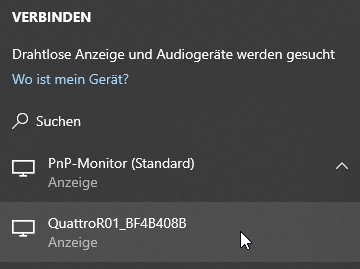 VERBINDEN
Drahtlose Anzeige und Audiogeräte werden gesucht
Wo ist mein Gerät?
Suchen
PnP-Monitor (Standard)
Anzeige
QuattroR01_BF4B408B
Anzeige